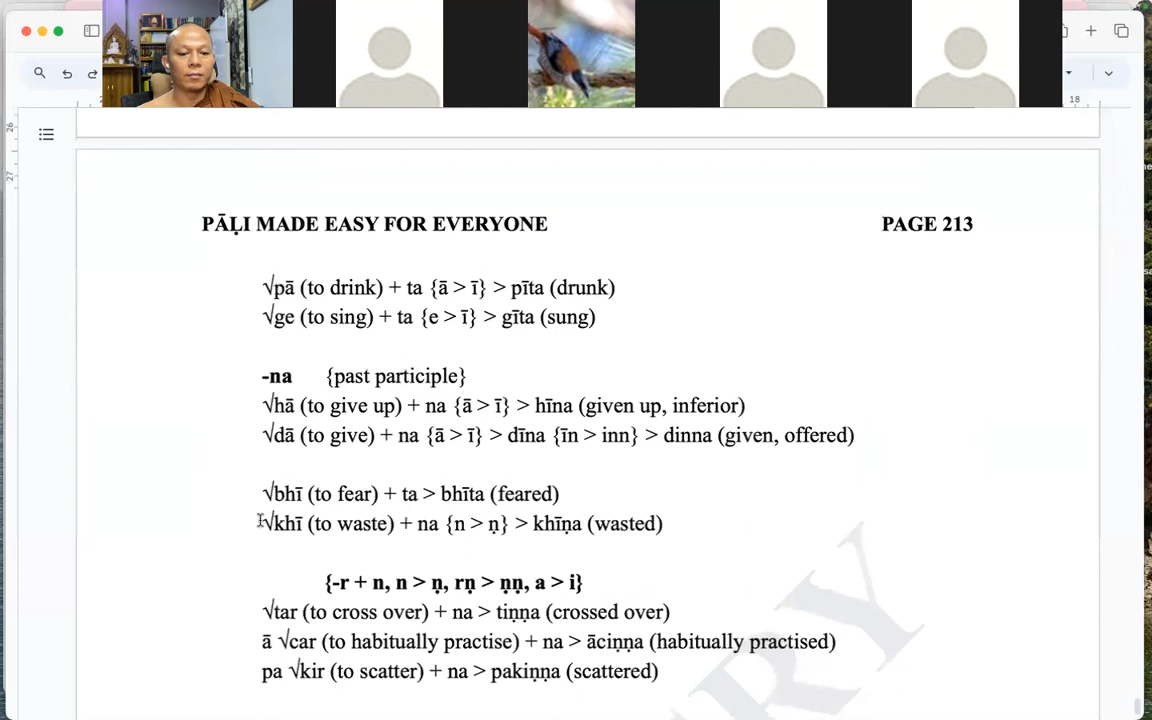 18
26
27
PĀḶI MADE EASY FOR EVERYONE PAGE 213
√pā (to drink) + ta {ā > ī} > pīta (drunk)
√ge (to sing) + ta {e > ī} > gīta (sung)
-na {past participle}
√hā (to give up) + na {ā > ī} > hīna (given up, inferior)
√dā (to give) + na {ā > ī} > dīna {īn > inn} > dinna (given, offered)
√bhī (to fear) + ta > bhīta (feared)
√khī (to waste) + na {n > ṇ} > khīṇa (wasted)
{-r + n, n > ṇ, rṇ > ṇṇ, a > i}
√tar (to cross over) + na > tiṇṇa (crossed over)
ā √car (to habitually practise) + na > āciṇṇa (habitually practised)
pa √kir (to scatter) + na > pakiṇṇa (scattered)
RY